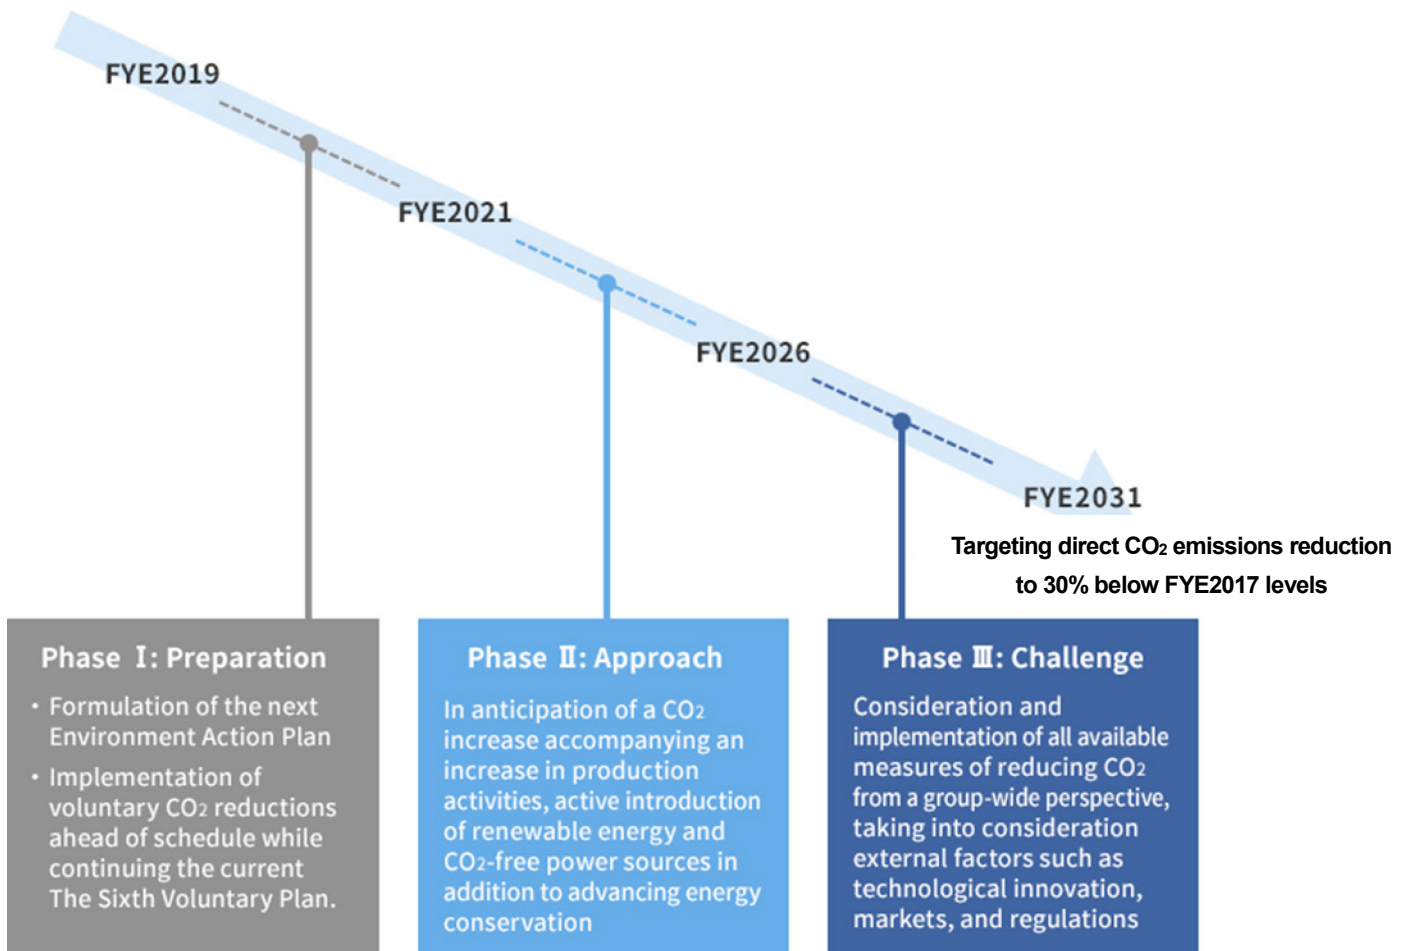 FYE2019
FYE2021
FYE2026
FYE2031
Targeting direct CO₂ emissions reduction
to 30% below FYE2017 levels
Phase Ⅰ: Preparation
・Formulation of the next
Environment Action Plan
・Implementation of
voluntary CO₂ reductions
ahead of schedule while
continuing the current
The Sixth Voluntary Plan.
Phase Ⅱ: Approach
In anticipation of a CO₂
increase accompanying an
increase in production
activities, active introduction
of renewable energy and
CO₂-free power sources in
addition to advancing energy
conservation
Phase Ⅲ: Challenge
Consideration and
implementation of all available
measures of reducing CO₂
from a group-wide perspective,
taking into consideration
external factors such as
technological innovation,
markets, and regulations